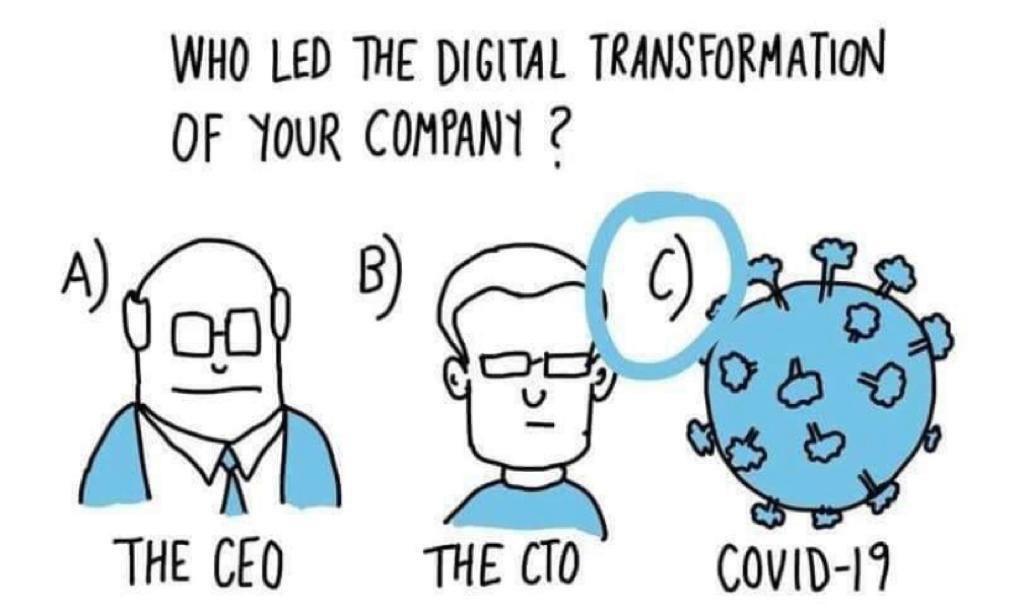 WHO LED THE DIGITAL TRANSFORMATION
OF YOUR COMPANY ?
A)
B)
C)
THE CEO
THE CTO
COVID-19